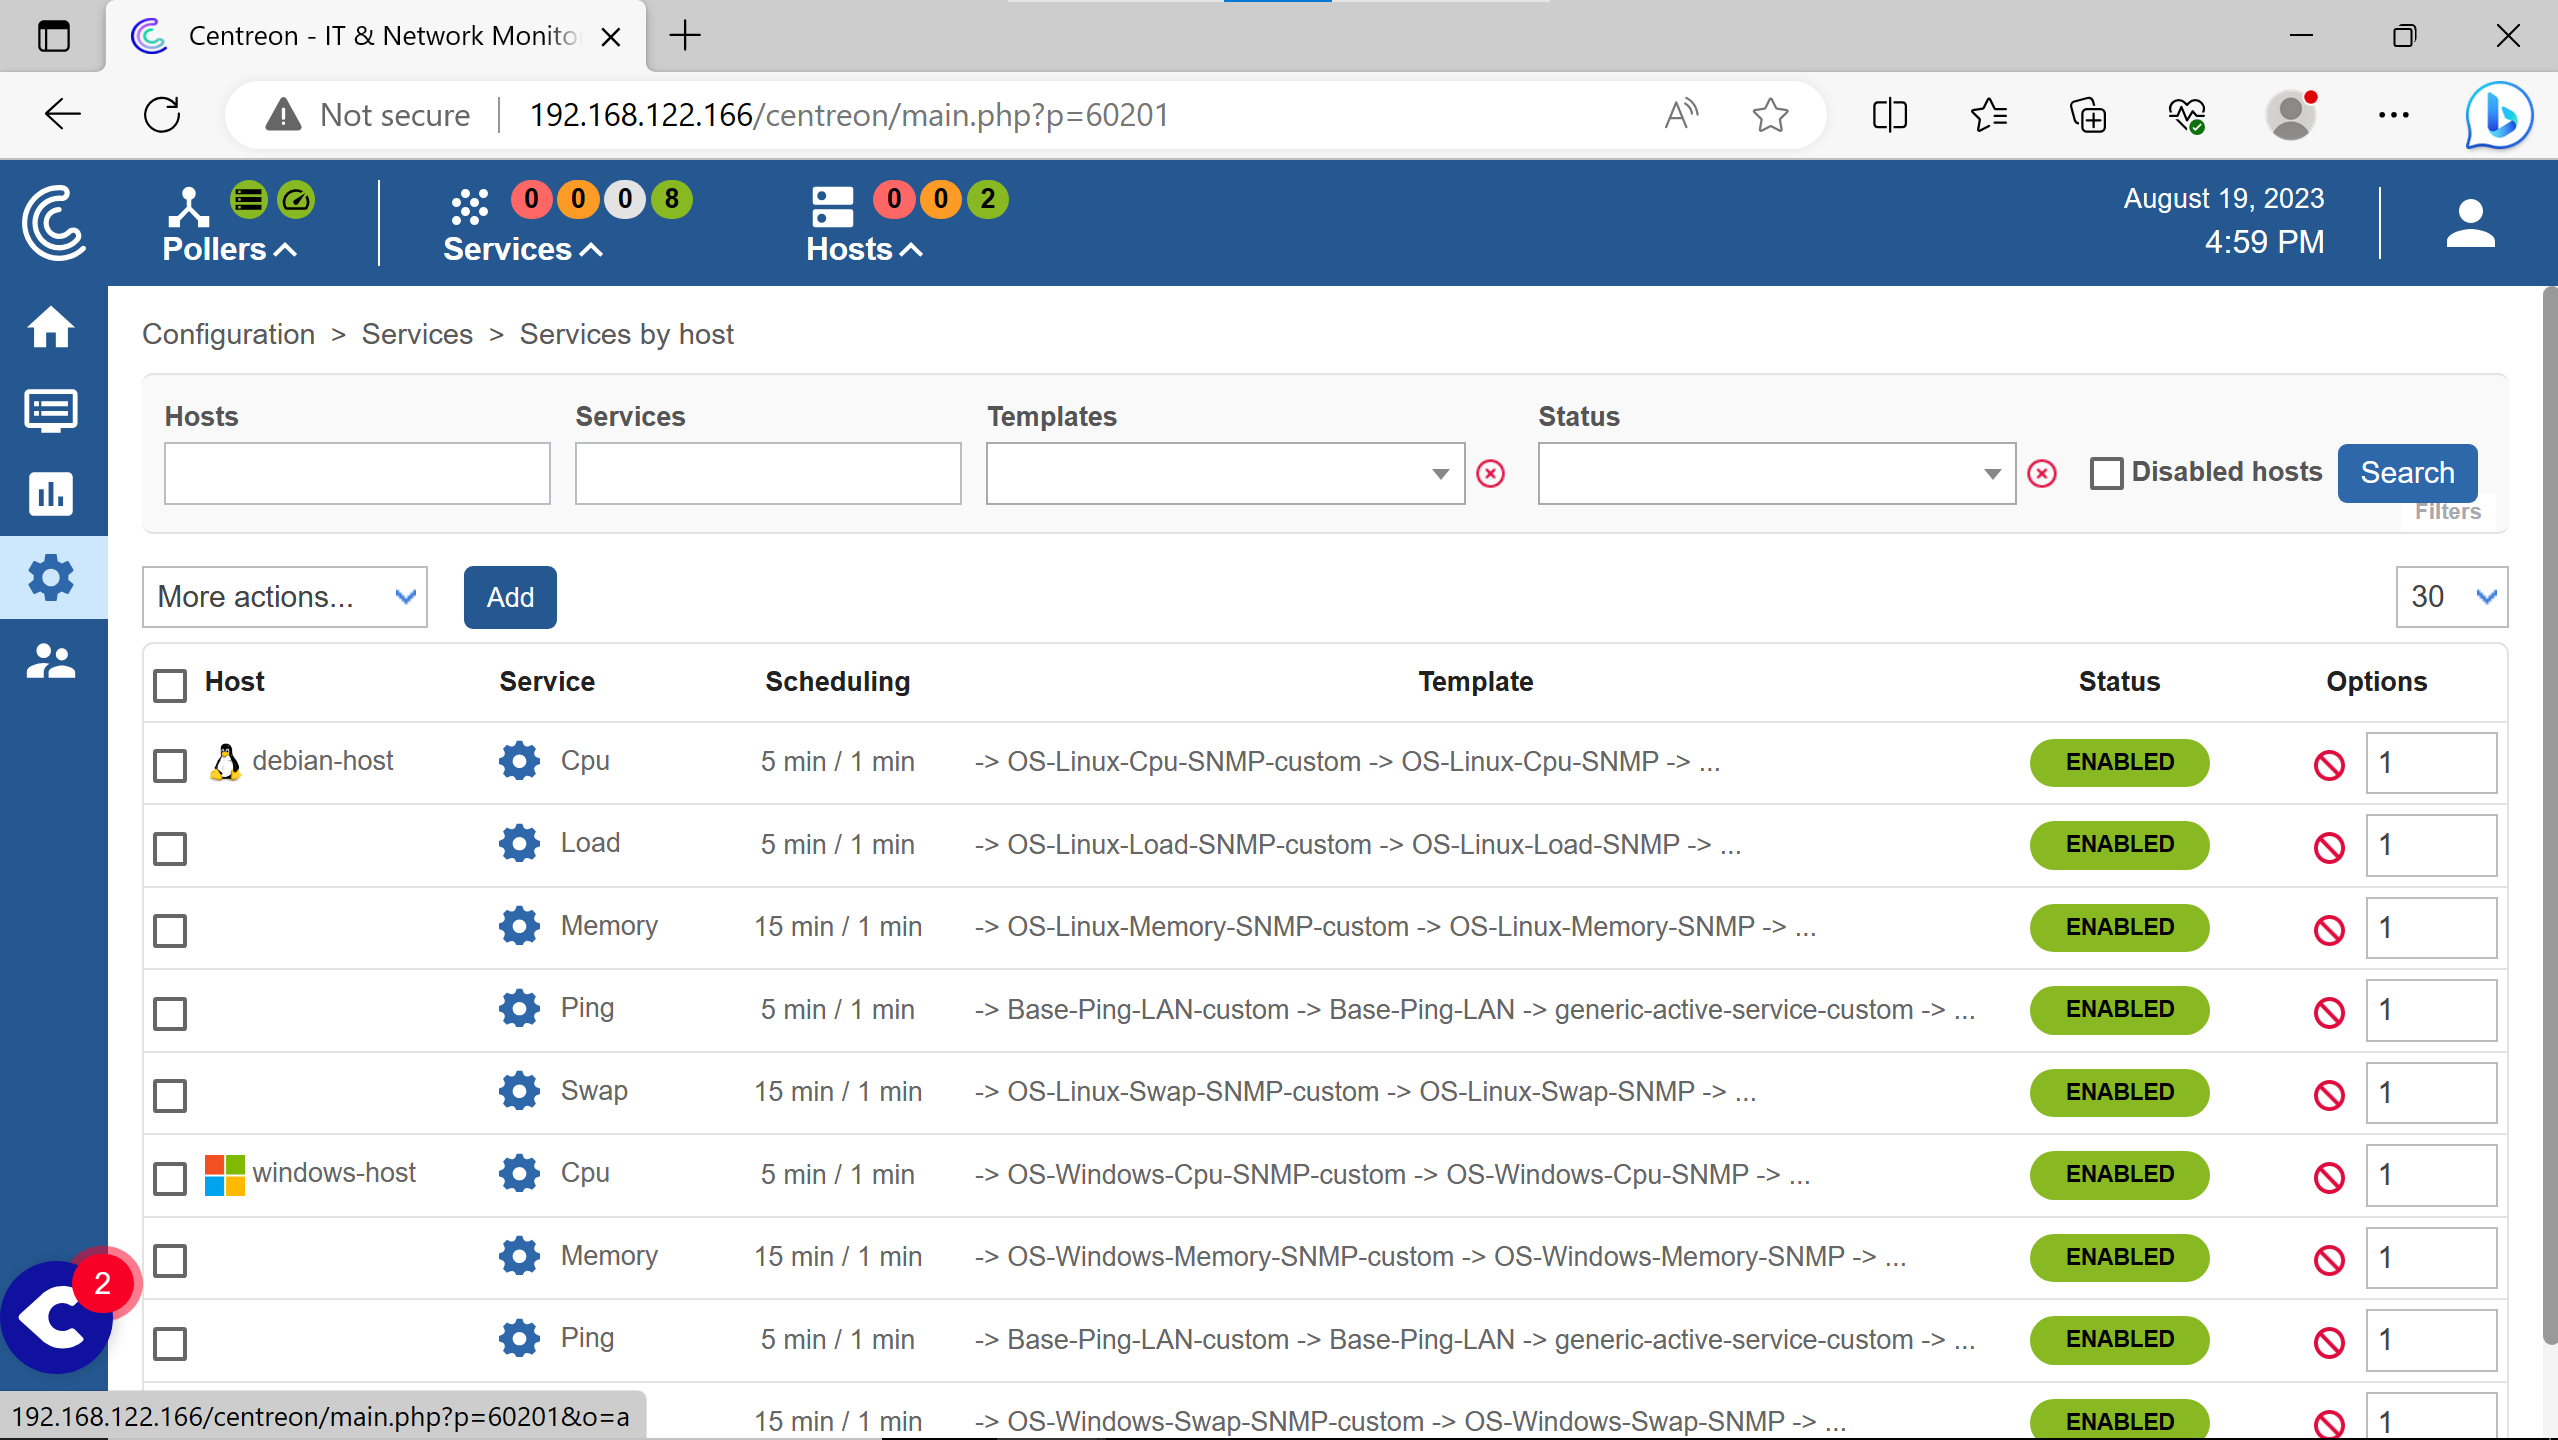 Centreon - IT & Network Monito
Not secure
192.168.122.166/centreon/main.php?p=60201
Pollers
0 0 0 8
Services
0 0 2
Hosts
August 19, 2023
4:59 PM
Configuration > Services > Services by host
Hosts Services Templates Status
Disabled hosts Search
Filters
More actions... Add 30
Host Service Scheduling Template Status Options
debian-host Cpu 5 min / 1 min -> OS-Linux-Cpu-SNMP-custom -> OS-Linux-Cpu-SNMP -> ... ENABLED 1
Load 5 min / 1 min -> OS-Linux-Load-SNMP-custom -> OS-Linux-Load-SNMP -> ... ENABLED 1
Memory 15 min / 1 min -> OS-Linux-Memory-SNMP-custom -> OS-Linux-Memory-SNMP -> ... ENABLED 1
Ping 5 min / 1 min -> Base-Ping-LAN-custom -> Base-Ping-LAN -> generic-active-service-custom -> ... ENABLED 1
Swap 15 min / 1 min -> OS-Linux-Swap-SNMP-custom -> OS-Linux-Swap-SNMP -> ... ENABLED 1
windows-host Cpu 5 min / 1 min -> OS-Windows-Cpu-SNMP-custom -> OS-Windows-Cpu-SNMP -> ... ENABLED 1
Memory 15 min / 1 min -> OS-Windows-Memory-SNMP-custom -> OS-Windows-Memory-SNMP -> ... ENABLED 1
2
Ping 5 min / 1 min -> Base-Ping-LAN-custom -> Base-Ping-LAN -> generic-active-service-custom -> ... ENABLED 1
15 min / 1 min -> OS-Windows-Swap-SNMP-custom -> OS-Windows-Swap-SNMP -> ... ENABLED 1
192.168.122.166/centreon/main.php?p=60201&o=a